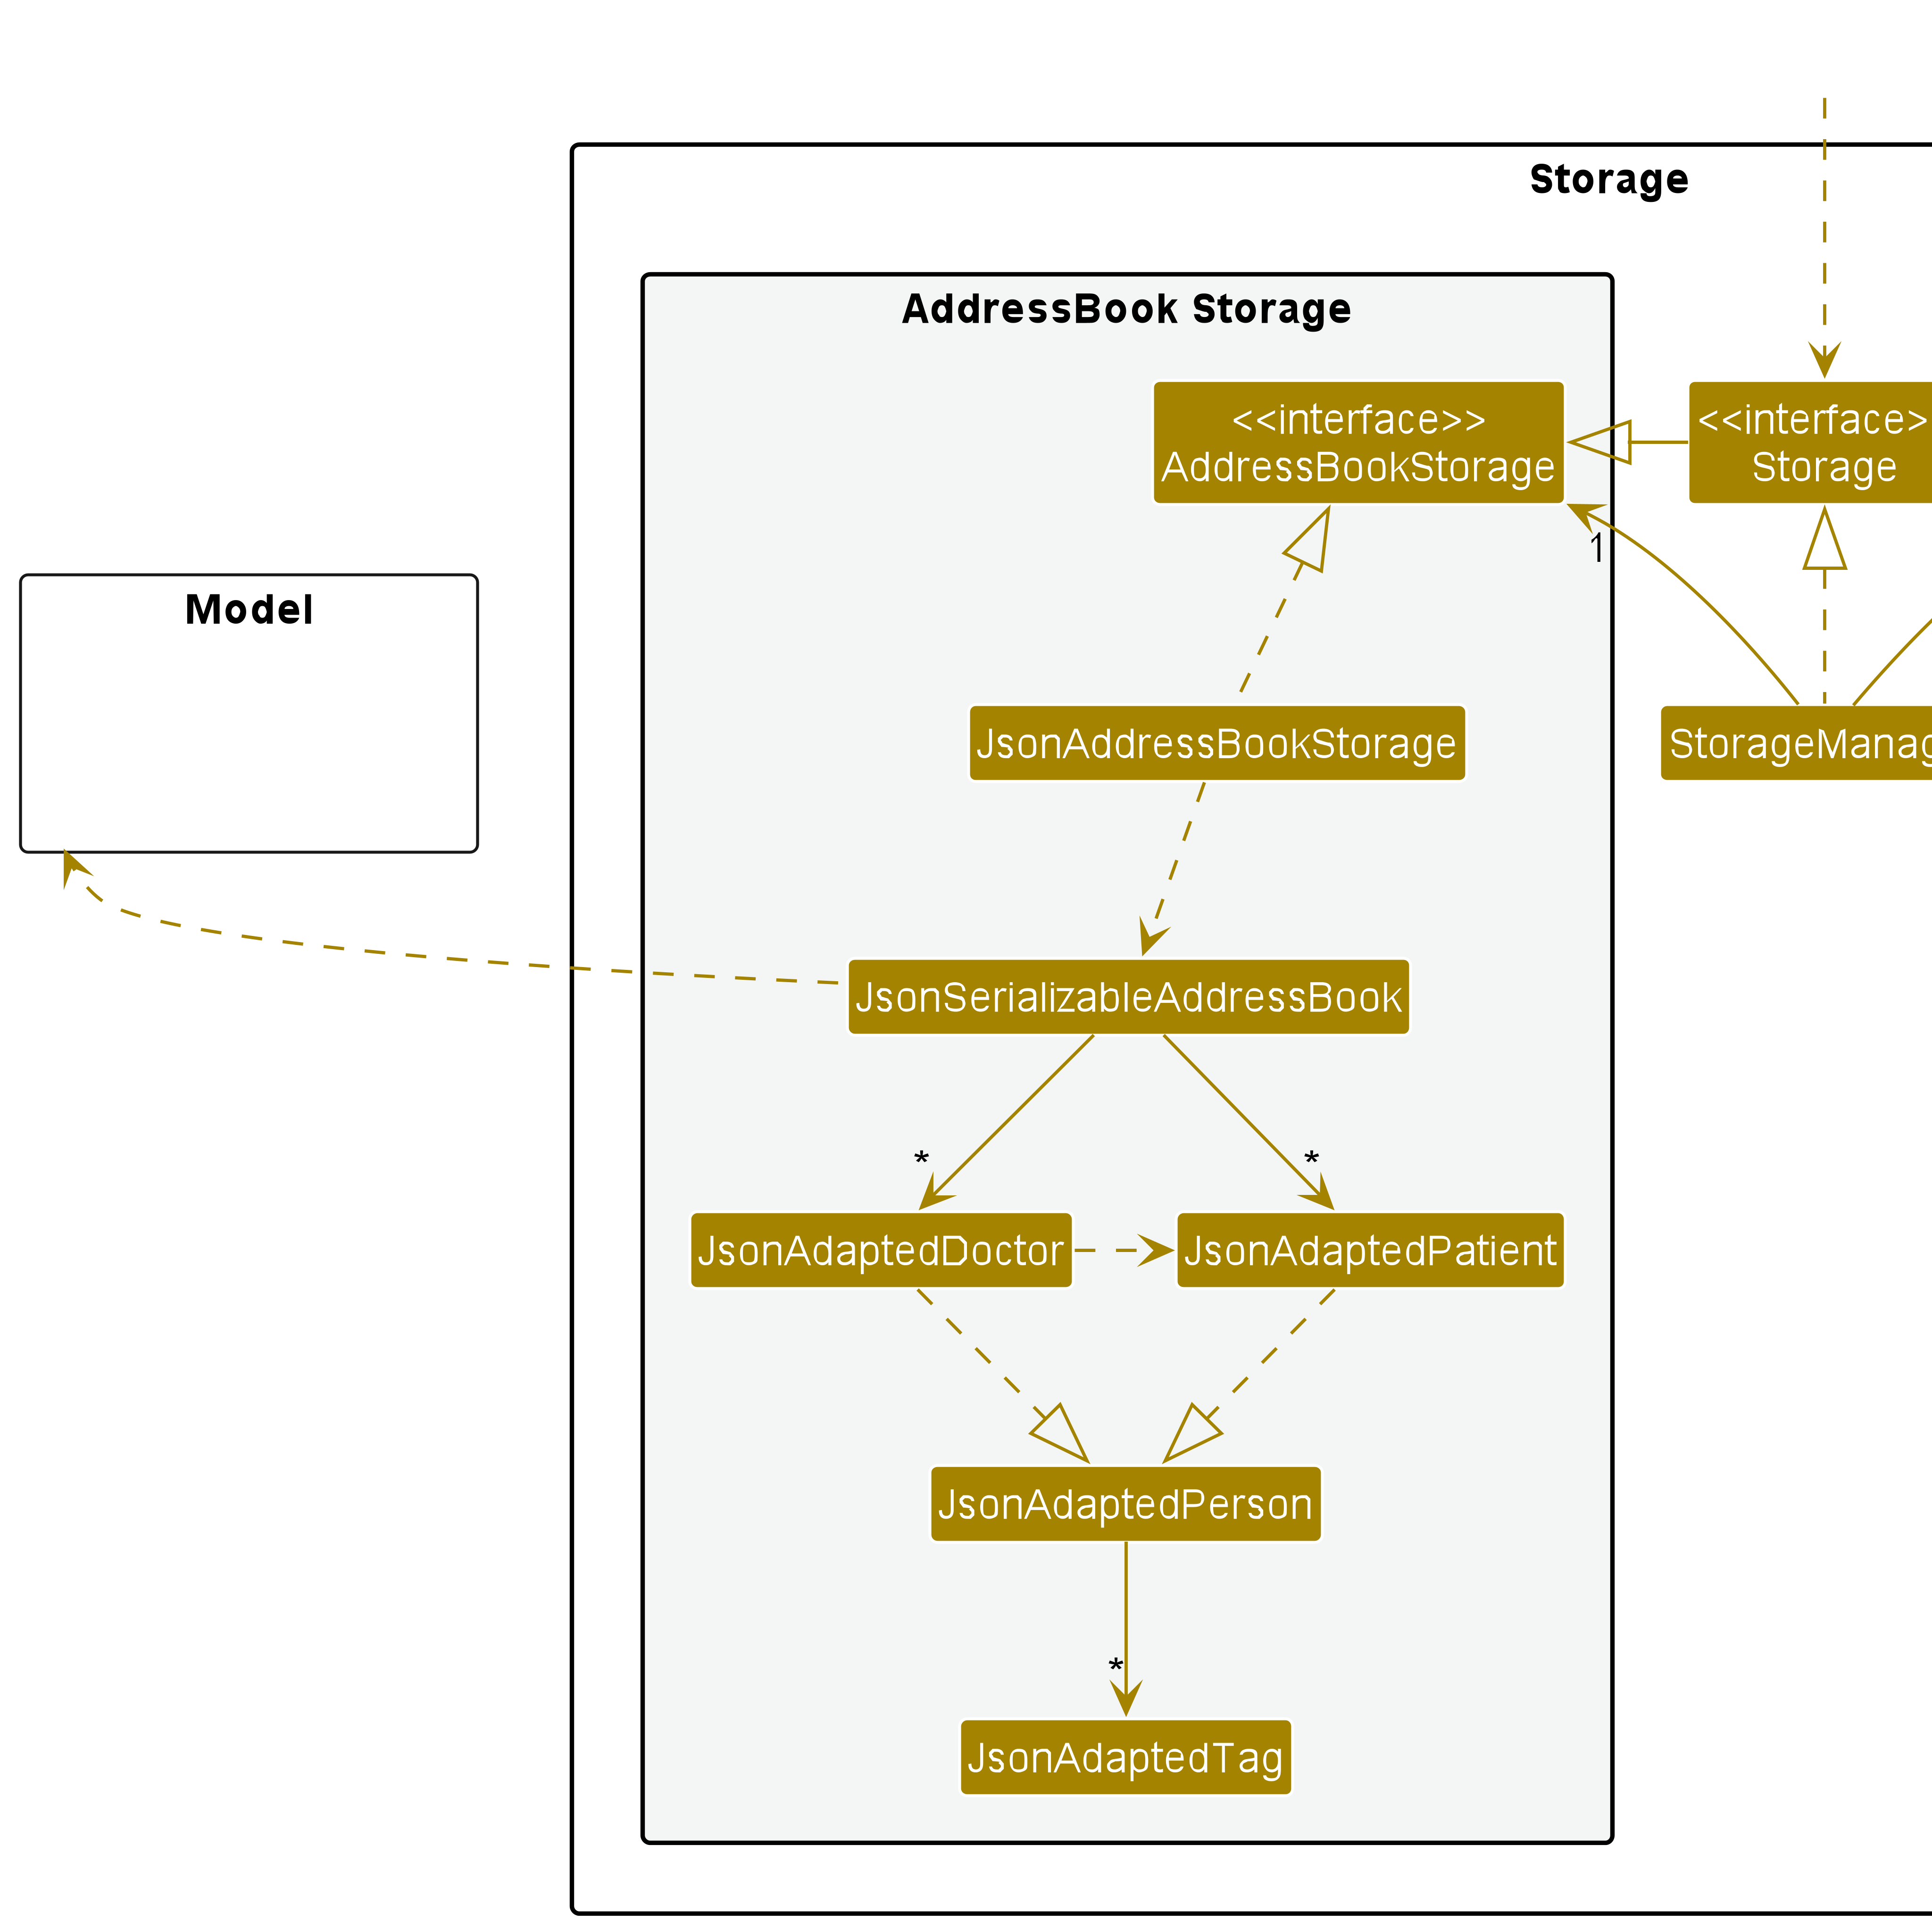 Storage
AddressBook Storage
<<interface>>
AddressBookStorage
<<interface>
Storage
1
Model
JsonAddressBookStorage
StorageManag
JsonSerializableAddressBook
*
*
JsonAdaptedDoctor
JsonAdaptedPatient
JsonAdaptedPerson
*
JsonAdaptedTag